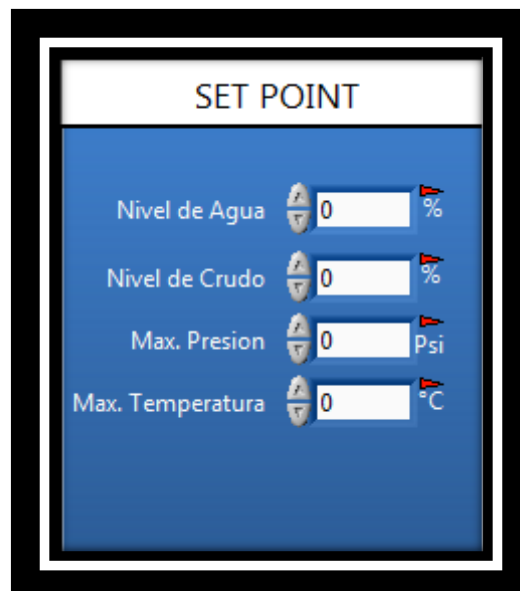 SET POINT
Nivel de Agua 0 %
Nivel de Crudo 0 %
Max. Presion 0 Psi
Max. Temperatura 0 °C